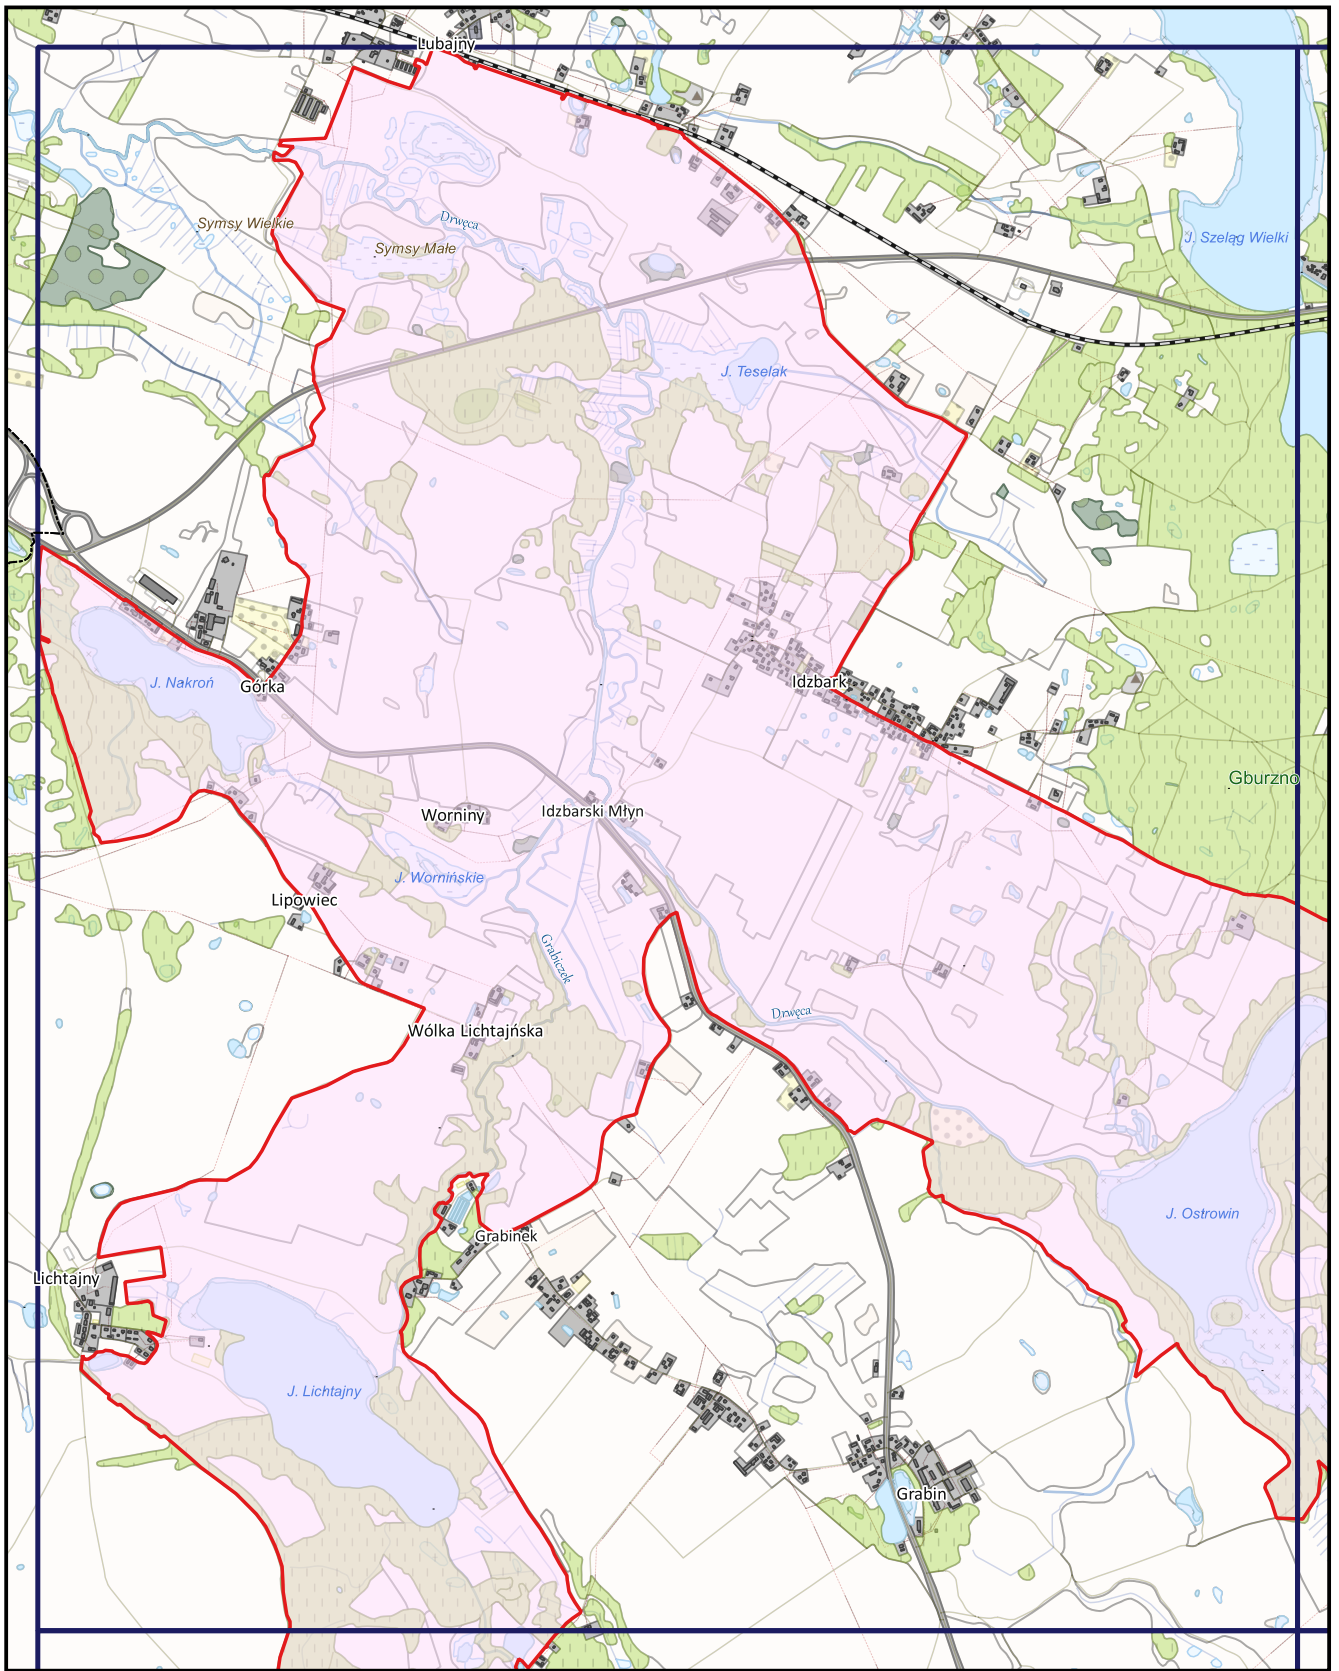 Lubajny
Symsy Wielkie
Drwęca
Symsy Małe
J. Szeląg Wielki
J. Teselak
J. Nakroń
Górka
Idzbark
Gburzno
Worniny
Idzbarski Młyn
J. Wornińskie
Lipowiec
Grabiczek
Drwęca
Wólka Lichtajńska
J. Ostrowin
Grabinek
Lichtajny
J. Lichtajny
Grabin